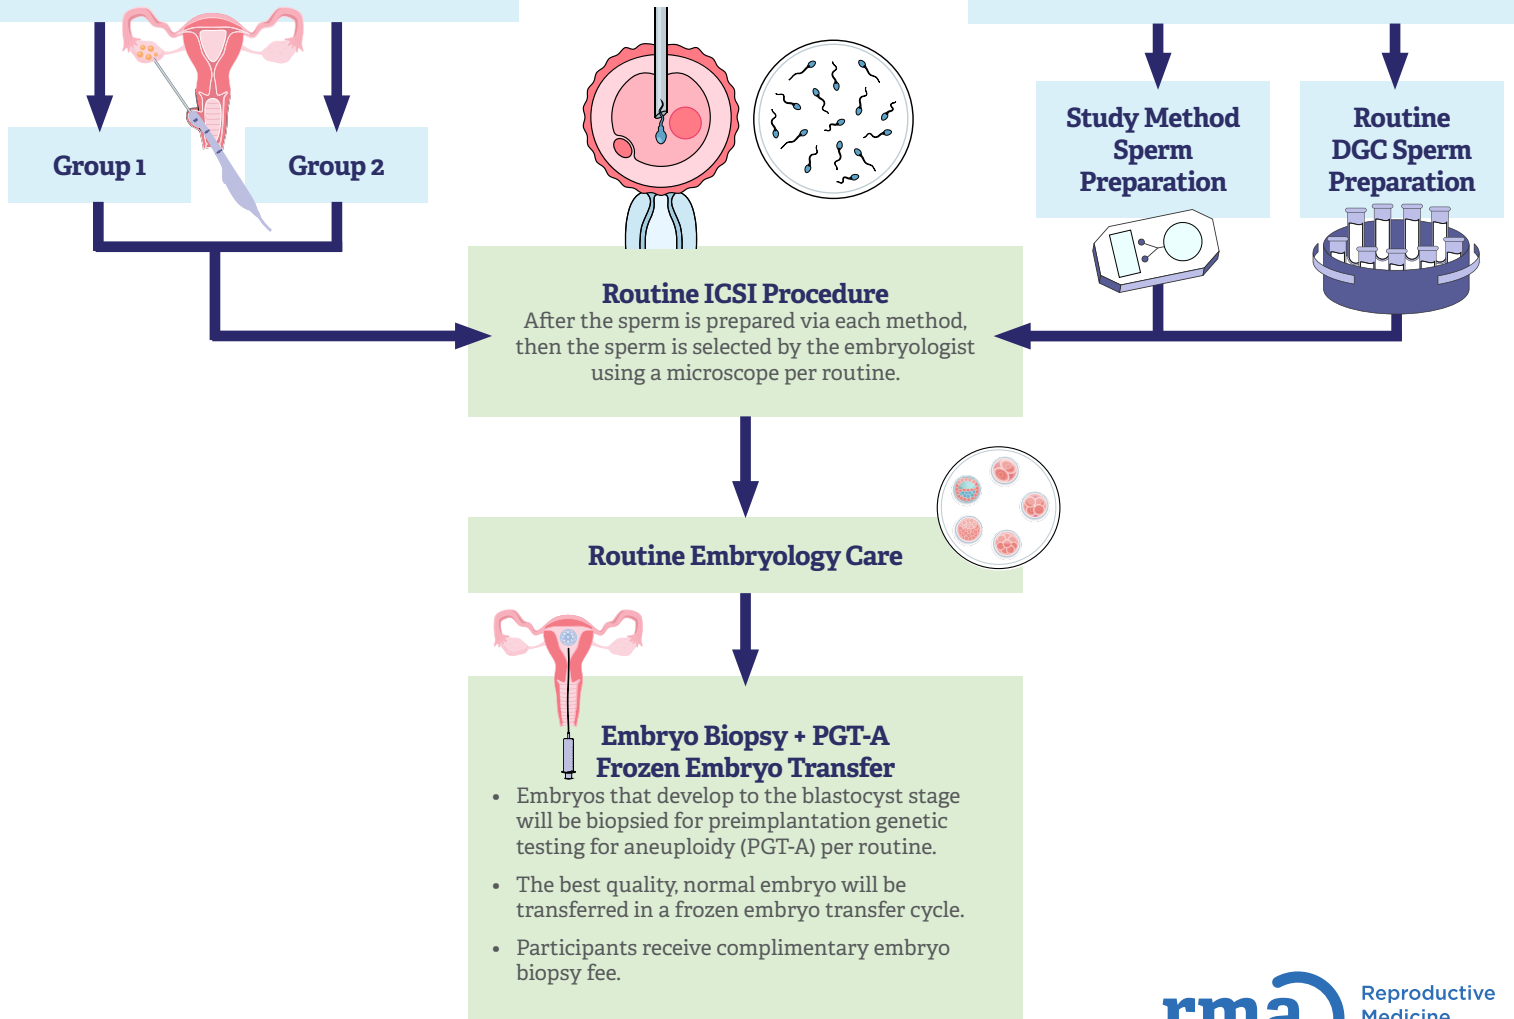 Group 1
Group 2
Study Method
Sperm
Preparation
Routine
DGC Sperm
Preparation
Routine ICSI Procedure
After the sperm is prepared via each method,
then the sperm is selected by the embryologist
using a microscope per routine.
Routine Embryology Care
Embryo Biopsy + PGT-A
Frozen Embryo Transfer
• Embryos that develop to the blastocyst stage
will be biopsied for preimplantation genetic
testing for aneuploidy (PGT-A) per routine.
• The best quality, normal embryo will be
transferred in a frozen embryo transfer cycle.
• Participants receive complimentary embryo
biopsy fee.
rma
Reproductive
Medicine